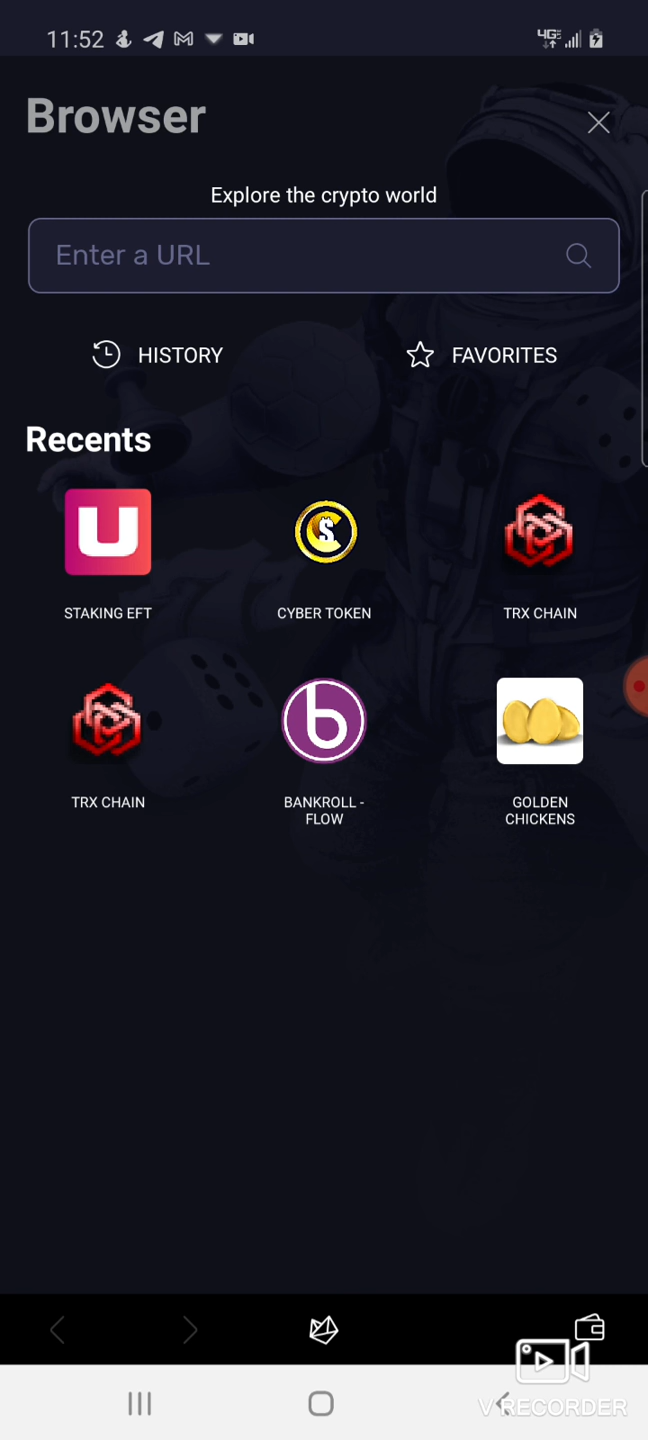 11:52
4GE
Browser
Explore the crypto world
Enter a URL
HISTORY
FAVORITES
Recents
STAKING EFT
CYBER TOKEN
TRX CHAIN
TRX CHAIN
BANKROLL -
FLOW
GOLDEN
CHICKENS
V RECORDER